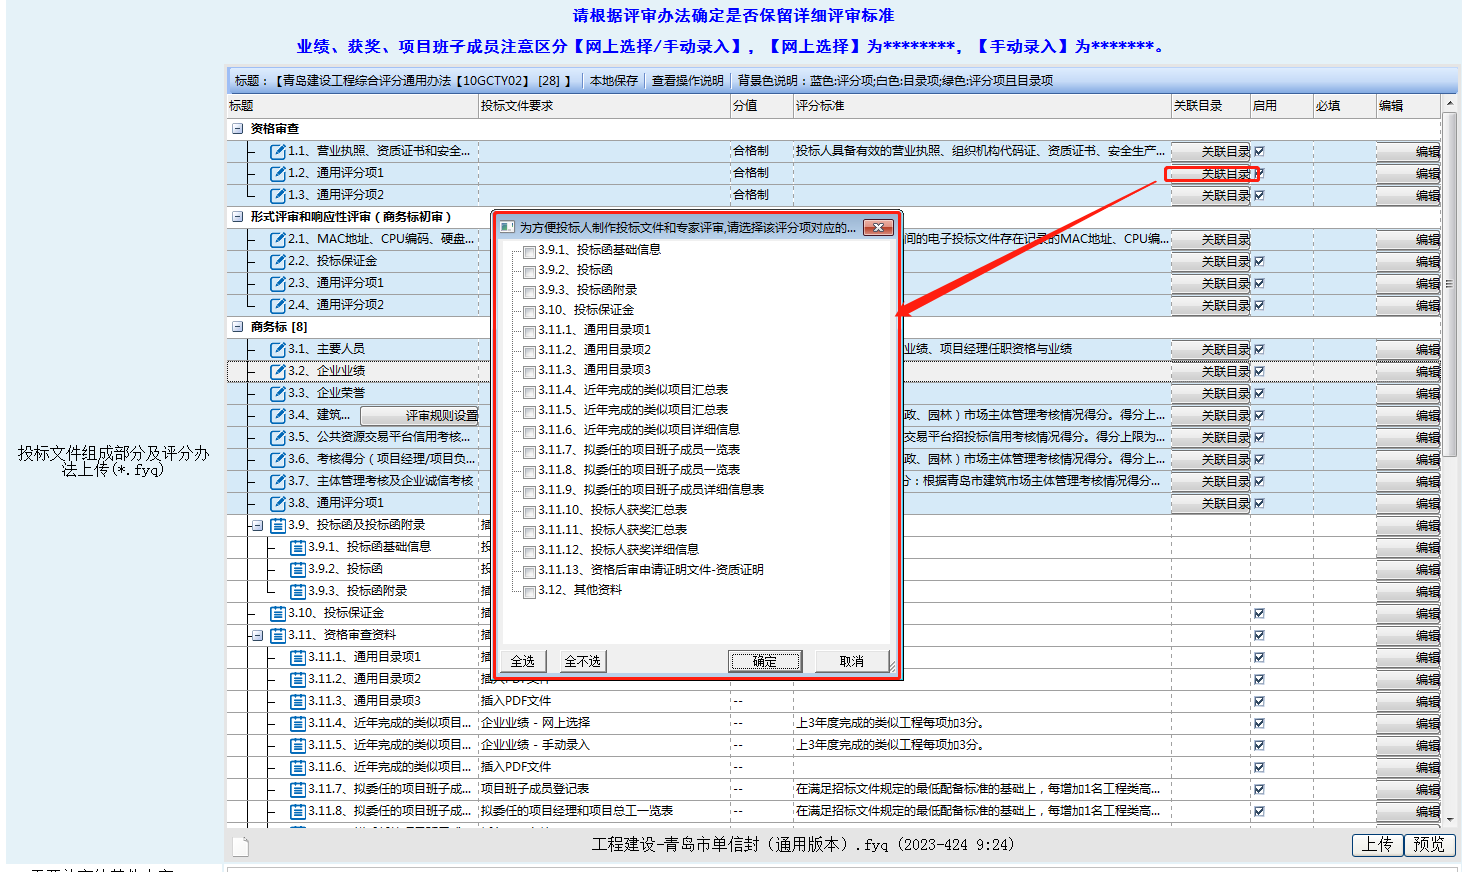 请根据评审办法确定是否保留详细评审标准
业绩、获奖、项目班子成员注意区分【网上选择/手动录入】，【网上选择】为********，【手动录入】为*******。
标题：【青岛建设工程综合评分通用办法【10GCTY02】 [28] 】 本地保存 查看操作说明 背景色说明：蓝色:评分项;白色:目录项;绿色:评分项且目录项
标题 投标文件要求 分值 评分标准 关联目录 启用 必填 编辑
资格审查
1.1、营业执照、资质证书和安全... 合格制 投标人具备有效的营业执照、组织机构代码证、资质证书、安全生产... 关联目录 编辑
1.2、通用评分项1 合格制 关联目录 编辑
1.3、通用评分项2 合格制 关联目录 编辑
形式评审和响应性评审（商务标初审）
2.1、MAC地址、CPU编码、硬盘... 间的电子投标文件存在记录的MAC地址、CPU编... 关联目录 编辑
2.2、投标保证金 关联目录 编辑
2.3、通用评分项1 关联目录 编辑
2.4、通用评分项2 关联目录 编辑
商务标 [8]
3.1、主要人员 业绩、项目经理任职资格与业绩 关联目录 编辑
3.2、企业业绩 关联目录 编辑
3.3、企业荣誉 关联目录 编辑
3.4、建筑... 评审规则设置 政、园林）市场主体管理考核情况得分。得分上... 关联目录 编辑
3.5、公共资源交易平台信用考核... 交易平台招投标信用考核情况得分。得分上限为... 关联目录 编辑
3.6、考核得分（项目经理/项目负... 政、园林）市场主体管理考核情况得分。得分上... 关联目录 编辑
3.7、主体管理考核及企业诚信考核 ：根据青岛市建筑市场主体管理考核情况得分... 关联目录 编辑
3.8、通用评分项1 关联目录 编辑
3.9、投标函及投标函附录 编辑
3.9.1、投标函基础信息 编辑
3.9.2、投标函 编辑
3.9.3、投标函附录 编辑
3.10、投标保证金 编辑
3.11、资格审查资料 编辑
3.11.1、通用目录项1 编辑
3.11.2、通用目录项2 插入PDF文件 -- 编辑
3.11.3、通用目录项3 插入PDF文件 -- 编辑
3.11.4、近年完成的类似项目... 企业业绩 - 网上选择 -- 上3年度完成的类似工程每项加3分。 编辑
3.11.5、近年完成的类似项目... 企业业绩 - 手动录入 -- 上3年度完成的类似工程每项加3分。 编辑
3.11.6、近年完成的类似项目... 插入PDF文件 -- 编辑
3.11.7、拟委任的项目班子成... 项目班子成员登记表 -- 在满足招标文件规定的最低配备标准的基础上，每增加1名工程类高... 编辑
3.11.8、拟委任的项目班子成... 拟委任的项目经理和项目总工一览表 -- 在满足招标文件规定的最低配备标准的基础上，每增加1名工程类高... 编辑
为方便投标人制作投标文件和专家评审,请选择该评分项对应的...
3.9.1、投标函基础信息
3.9.2、投标函
3.9.3、投标函附录
3.10、投标保证金
3.11.1、通用目录项1
3.11.2、通用目录项2
3.11.3、通用目录项3
3.11.4、近年完成的类似项目汇总表
3.11.5、近年完成的类似项目汇总表
3.11.6、近年完成的类似项目详细信息
3.11.7、拟委任的项目班子成员一览表
3.11.8、拟委任的项目班子成员一览表
3.11.9、拟委任的项目班子成员详细信息表
3.11.10、投标人获奖汇总表
3.11.11、投标人获奖汇总表
3.11.12、投标人获奖详细信息
3.11.13、资格后审申请证明文件-资质证明
3.12、其他资料
全选 全不选 确定 取消
投标文件组成部分及评分办
法上传(*.fyq)
工程建设-青岛市单信封（通用版本）.fyq (2023-424 9:24) 上传 预览